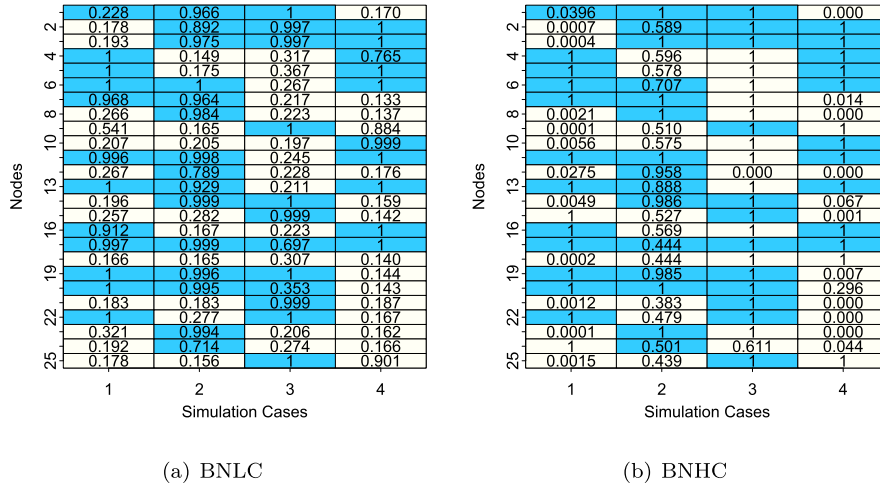 Nodes
0.228 0.966 1 0.170
2 0.178 0.892 0.997 1
0.193 0.975 0.997 1
4 1 0.149 0.317 0.765
1 0.175 0.367 1
6 1 1 0.267 1
0.968 0.964 0.217 0.133
8 0.266 0.984 0.223 0.137
0.541 0.165 1 0.884
10 0.207 0.205 0.197 0.999
0.996 0.998 0.245 1
0.267 0.789 0.228 0.176
13 1 0.929 0.211 1
0.196 0.999 1 0.159
0.257 0.282 0.999 0.142
16 0.912 0.167 0.223 1
0.997 0.999 0.697 1
0.166 0.165 0.307 0.140
19 1 0.996 1 0.144
1 0.995 0.353 0.143
0.183 0.183 0.999 0.187
22 1 0.277 1 0.167
0.321 0.994 0.206 0.162
0.192 0.714 0.274 0.166
25 0.178 0.156 1 0.901
1 2 3 4
Simulation Cases
(a) BNLC
Nodes
0.0396 1 1 0.000
2 0.0007 0.589 1 1
0.0004 1 1 1
4 1 0.596 1 1
1 0.578 1 1
6 1 0.707 1 1
1 1 1 0.014
8 0.0021 1 1 0.000
0.0001 0.510 1 1
10 0.0056 0.575 1 1
1 1 1 1
0.0275 0.958 0.000 0.000
13 1 0.888 1 1
0.0049 0.986 1 0.067
1 0.527 1 0.001
16 1 0.569 1 1
1 0.444 1 1
0.0002 0.444 1 1
19 1 0.985 1 0.007
1 1 1 0.296
0.0012 0.383 1 0.000
22 1 0.479 1 0.000
0.0001 1 1 0.000
1 0.501 0.611 0.044
25 0.0015 0.439 1 1
1 2 3 4
Simulation Cases
(b) BNHC